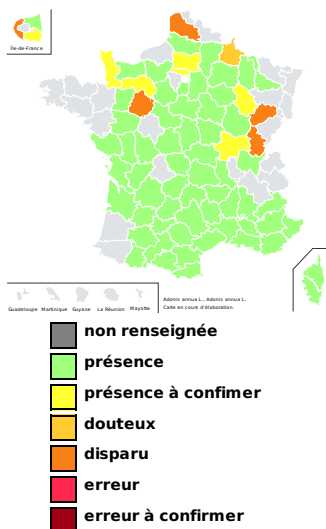 Île-de-France
Guadeloupe Martinique Guyane La Réunion Mayotte
Adonis annua L., Adonis annua L.
Carte en cours d'élaboration.
non renseignée
présence
présence à confimer
douteux
disparu
erreur
erreur à confirmer